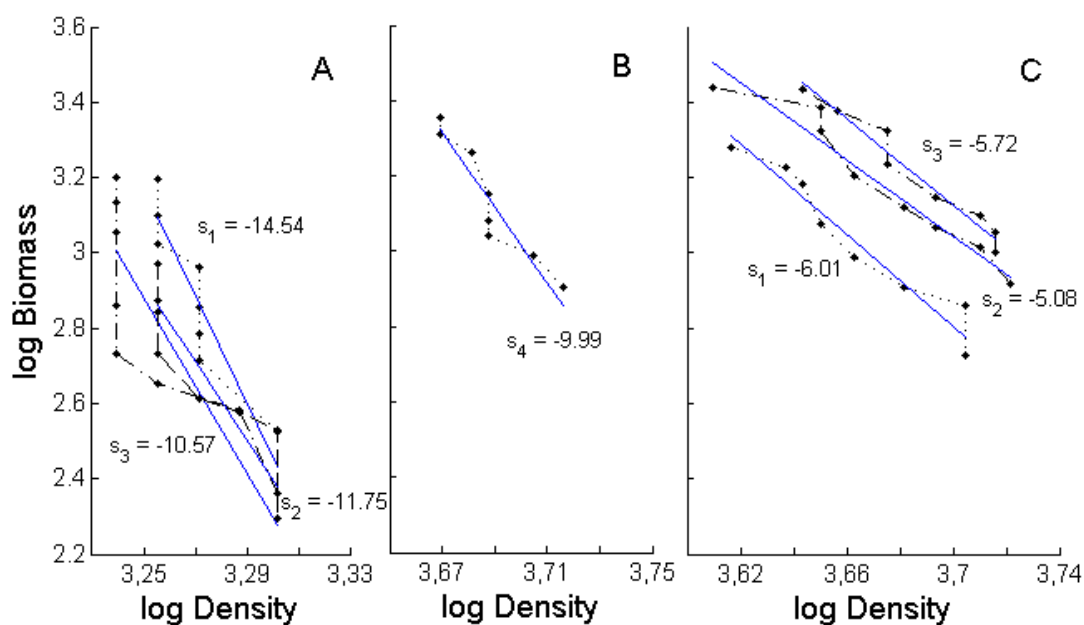 3.6
3.4
3.2
3
2.8
2.6
2.4
2.2
log Biomass
A
s1 = -14.54
s3 = -10.57
s2 = -11.75
3,25 3,29 3,33
log Density
B
s4 = -9.99
3,67 3,71 3,75
log Density
C
s3 = -5.72
s1 = -6.01
s2 = -5.08
3,62 3,66 3,7 3,74
log Density